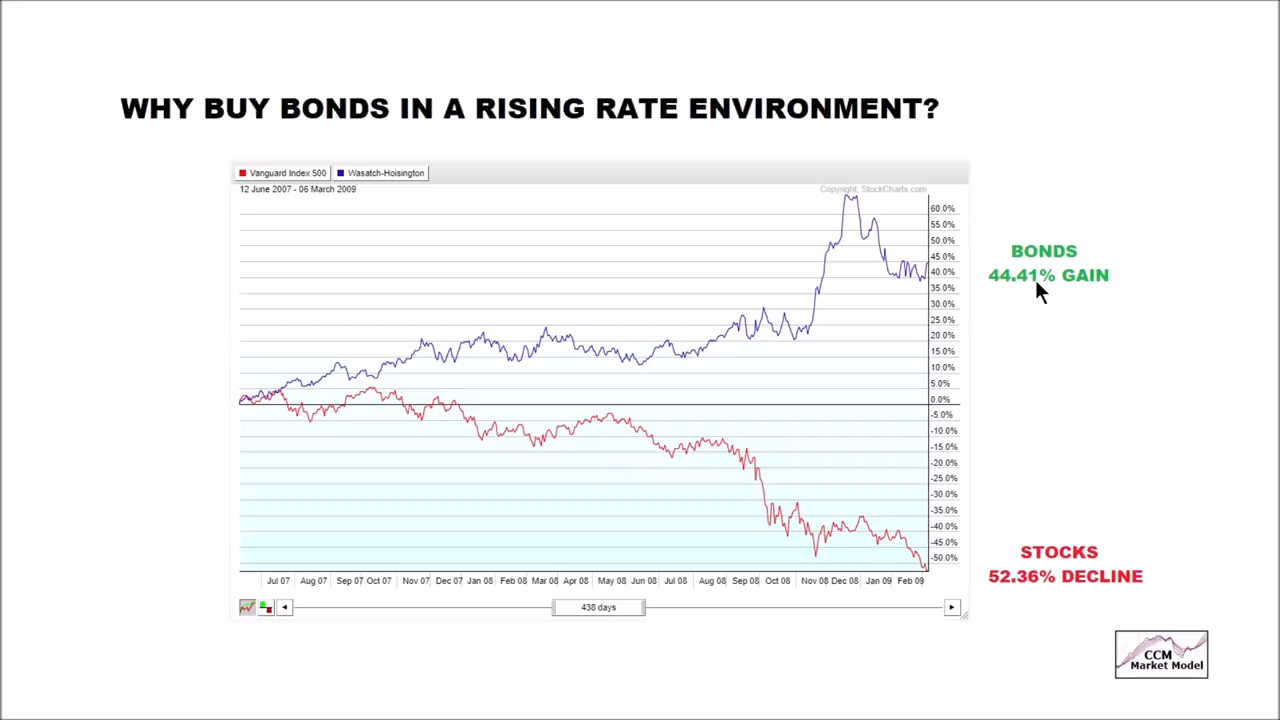 WHY BUY BONDS IN A RISING RATE ENVIRONMENT?
Vanguard Index 500 Wasatch-Hoisington
12 June 2007 - 06 March 2009 Copyright, StockCharts.com
60.0%
55.0%
50.0%
45.0%
40.0%
35.0%
30.0%
25.0%
20.0%
15.0%
10.0%
5.0%
0.0%
-5.0%
-10.0%
-15.0%
-20.0%
-25.0%
-30.0%
-35.0%
-40.0%
-45.0%
-50.0%
BONDS
44.41% GAIN
STOCKS
52.36% DECLINE
Jul 07 Aug 07 Sep 07 Oct 07 Nov 07 Dec 07 Jan 08 Feb 08 Mar 08 Apr 08 May 08 Jun 08 Jul 08 Aug 08 Sep 08 Oct 08 Nov 08 Dec 08 Jan 09 Feb 09
438 days
CCM
Market Model